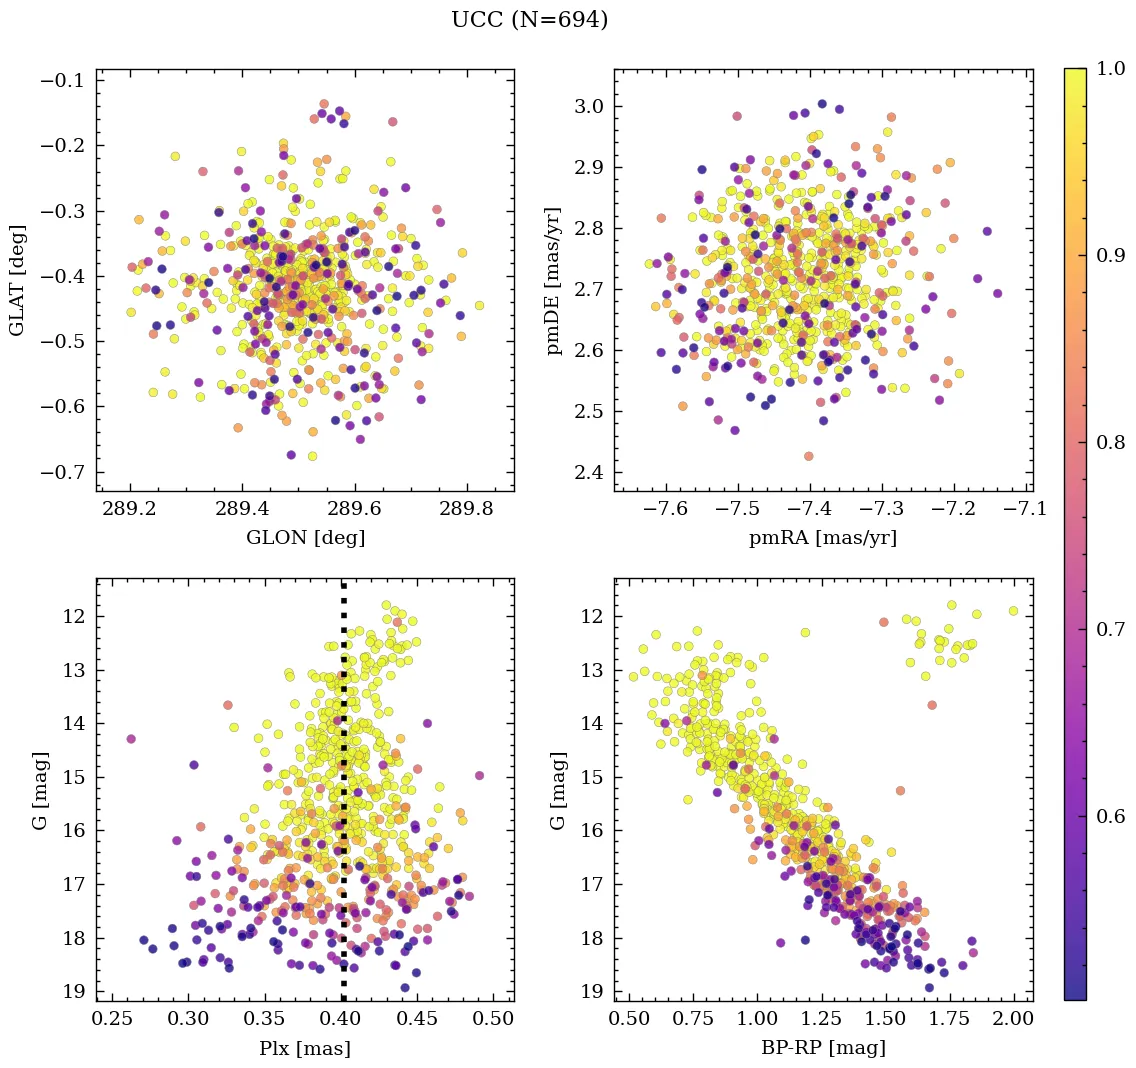 UCC (N=694)
−0.1
−0.2
−0.3
−0.4
−0.5
−0.6
−0.7
GLAT [deg]
289.2 289.4 289.6 289.8
GLON [deg]
3.0
2.9
2.8
2.7
2.6
2.5
2.4
pmDE [mas/yr]
−7.6 −7.5 −7.4 −7.3 −7.2 −7.1
pmRA [mas/yr]
12
13
14
15
16
17
18
19
G [mag]
0.25 0.30 0.35 0.40 0.45 0.50
Plx [mas]
12
13
14
15
16
17
18
19
G [mag]
0.50 0.75 1.00 1.25 1.50 1.75 2.00
BP-RP [mag]
1.0
0.9
0.8
0.7
0.6